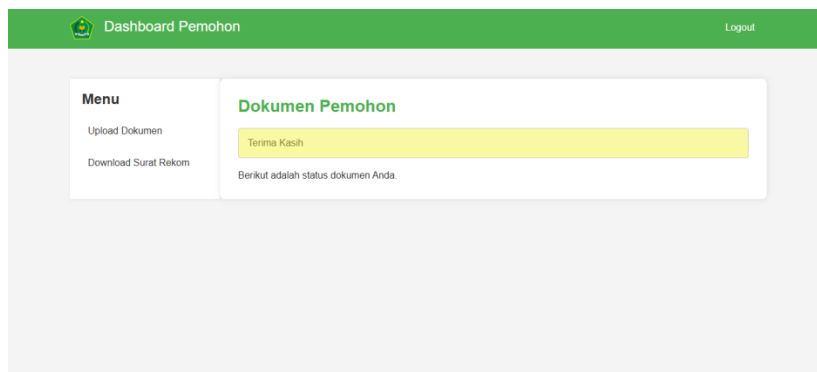 Dashboard Pemohon
Logout
Menu
Upload Dokumen
Download Surat Rekom
Dokumen Pemohon
Terima Kasih
Berikut adalah status dokumen Anda.